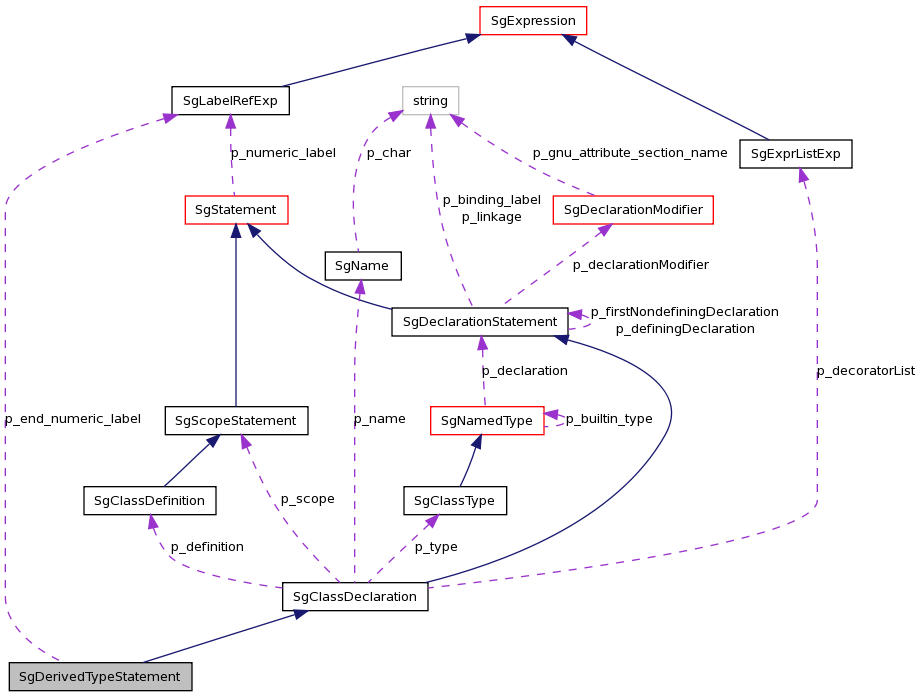 SgExpression
SgLabelRefExp
string
p_numeric_label
p_char
p_gnu_attribute_section_name
SgExprListExp
SgStatement
p_binding_label
p_linkage
SgDeclarationModifier
SgName
p_declarationModifier
SgDeclarationStatement
p_firstNondefiningDeclaration
p_definingDeclaration
p_declaration
p_decoratorList
p_end_numeric_label
SgScopeStatement
p_name
SgNamedType
p_builtin_type
SgClassDefinition
p_scope
SgClassType
p_definition
p_type
SgClassDeclaration
SgDerivedTypeStatement